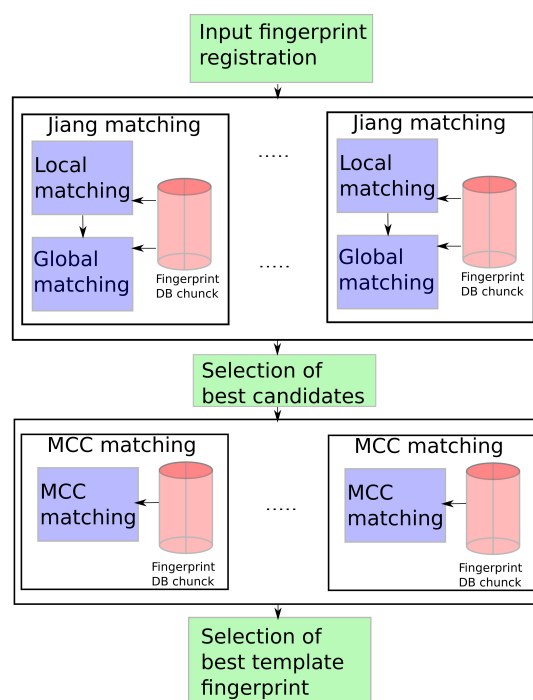 Input fingerprint
registration
Jiang matching
Local
matching
Global
matching
Fingerprint
DB chunck
.....
.....
Jiang matching
Local
matching
Global
matching
Fingerprint
DB chunck
Selection of
best candidates
MCC matching
MCC
matching
Fingerprint
DB chunck
.....
MCC matching
MCC
matching
Fingerprint
DB chunck
Selection of
best template
fingerprint